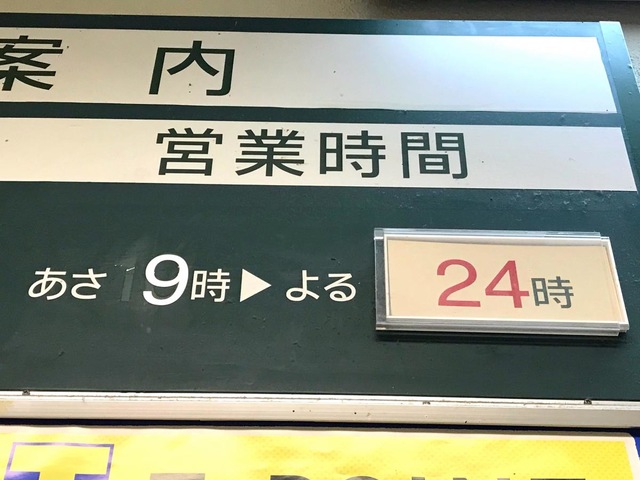 案内
営業時間
あさ 9時▶よる 24時